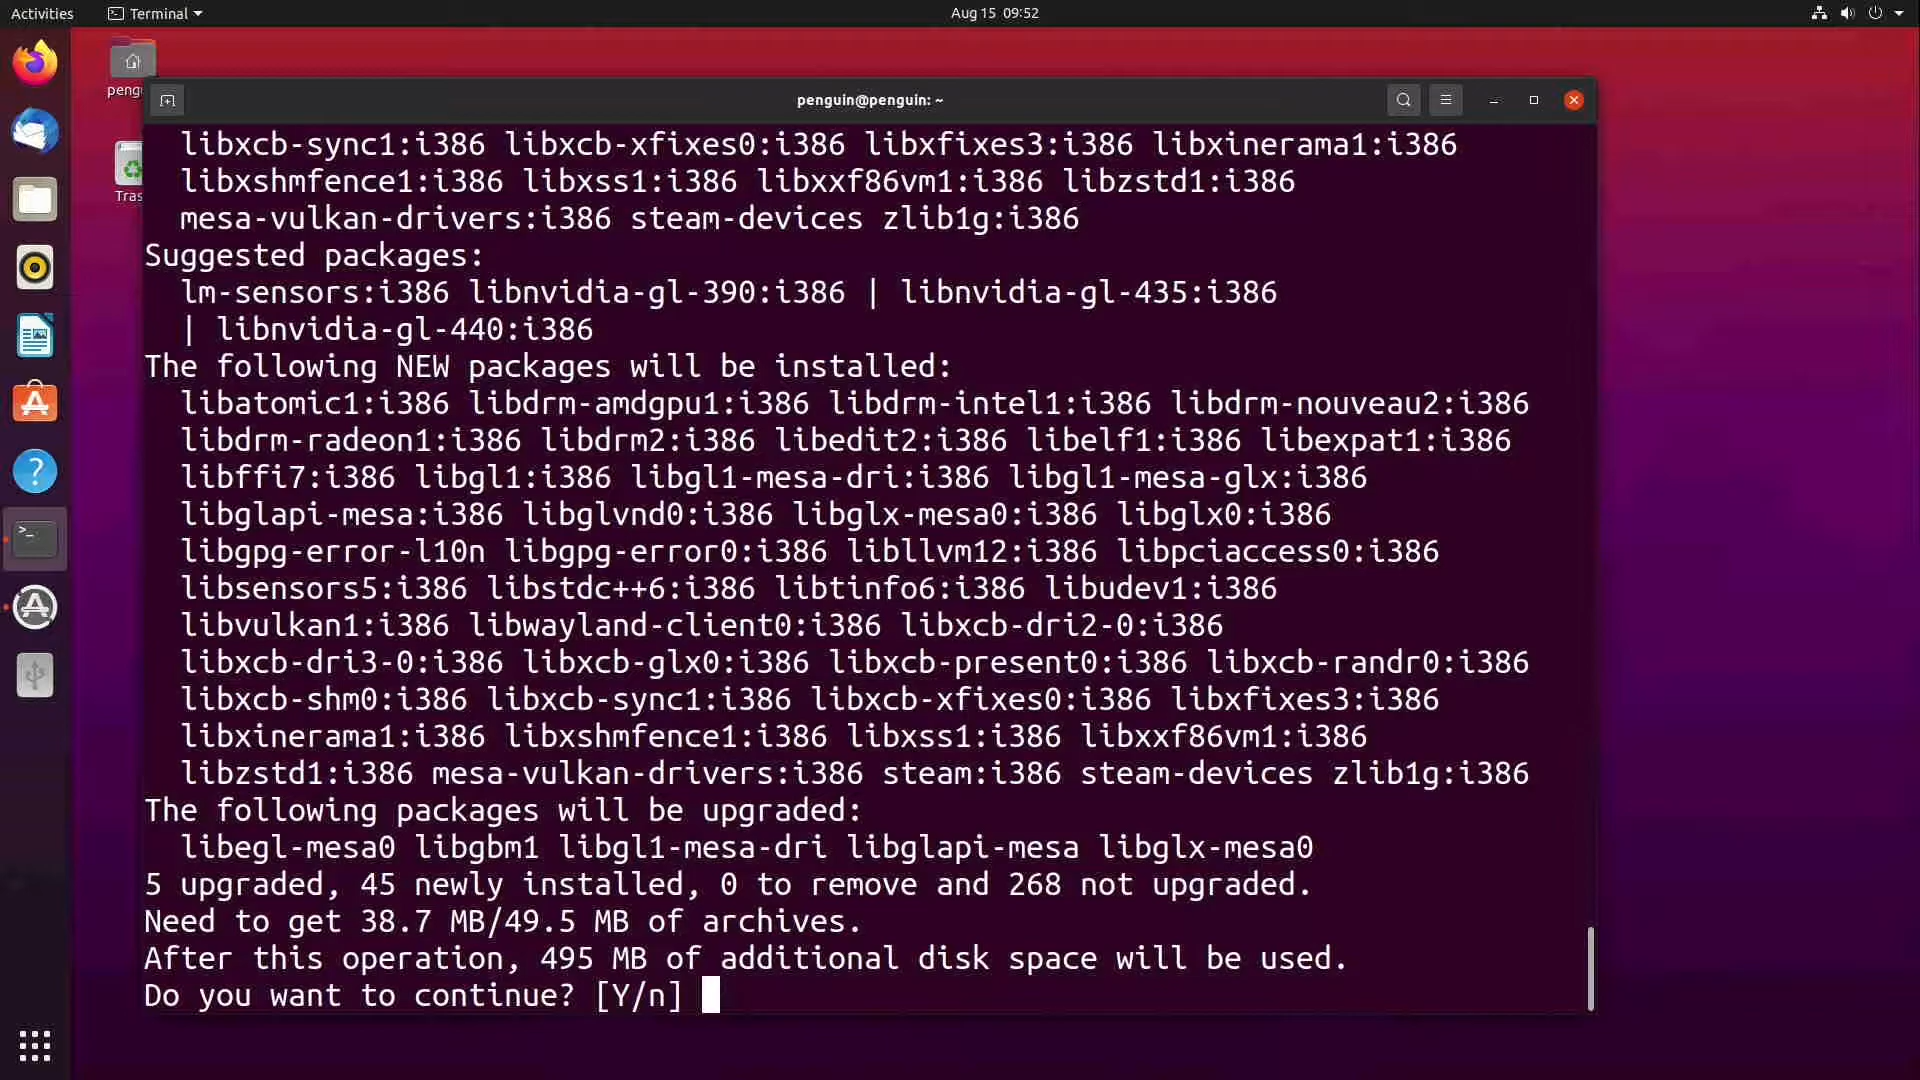 Activities
Terminal
Aug 15 09:52
peng
Tras
penguin@penguin: ~
libxcb-sync1:i386 libxcb-xfixes0:i386 libxfixes3:i386 libxinerama1:i386
libxshmfence1:i386 libxss1:i386 libxxf86vm1:i386 libzstd1:i386
mesa-vulkan-drivers:i386 steam-devices zlib1g:i386
Suggested packages:
lm-sensors:i386 libnvidia-gl-390:i386 | libnvidia-gl-435:i386
| libnvidia-gl-440:i386
The following NEW packages will be installed:
libatomic1:i386 libdrm-amdgpu1:i386 libdrm-intel1:i386 libdrm-nouveau2:i386
libdrm-radeon1:i386 libdrm2:i386 libedit2:i386 libelf1:i386 libexpat1:i386
libffi7:i386 libgl1:i386 libgl1-mesa-dri:i386 libgl1-mesa-glx:i386
libglapi-mesa:i386 libglvnd0:i386 libglx-mesa0:i386 libglx0:i386
libgpg-error-l10n libgpg-error0:i386 libllvm12:i386 libpciaccess0:i386
libsensors5:i386 libstdc++6:i386 libtinfo6:i386 libudev1:i386
libvulkan1:i386 libwayland-client0:i386 libxcb-dri2-0:i386
libxcb-dri3-0:i386 libxcb-glx0:i386 libxcb-present0:i386 libxcb-randr0:i386
libxcb-shm0:i386 libxcb-sync1:i386 libxcb-xfixes0:i386 libxfixes3:i386
libxinerama1:i386 libxshmfence1:i386 libxss1:i386 libxxf86vm1:i386
libzstd1:i386 mesa-vulkan-drivers:i386 steam:i386 steam-devices zlib1g:i386
The following packages will be upgraded:
libegl-mesa0 libgbm1 libgl1-mesa-dri libglapi-mesa libglx-mesa0
5 upgraded, 45 newly installed, 0 to remove and 268 not upgraded.
Need to get 38.7 MB/49.5 MB of archives.
After this operation, 495 MB of additional disk space will be used.
Do you want to continue? [Y/n]